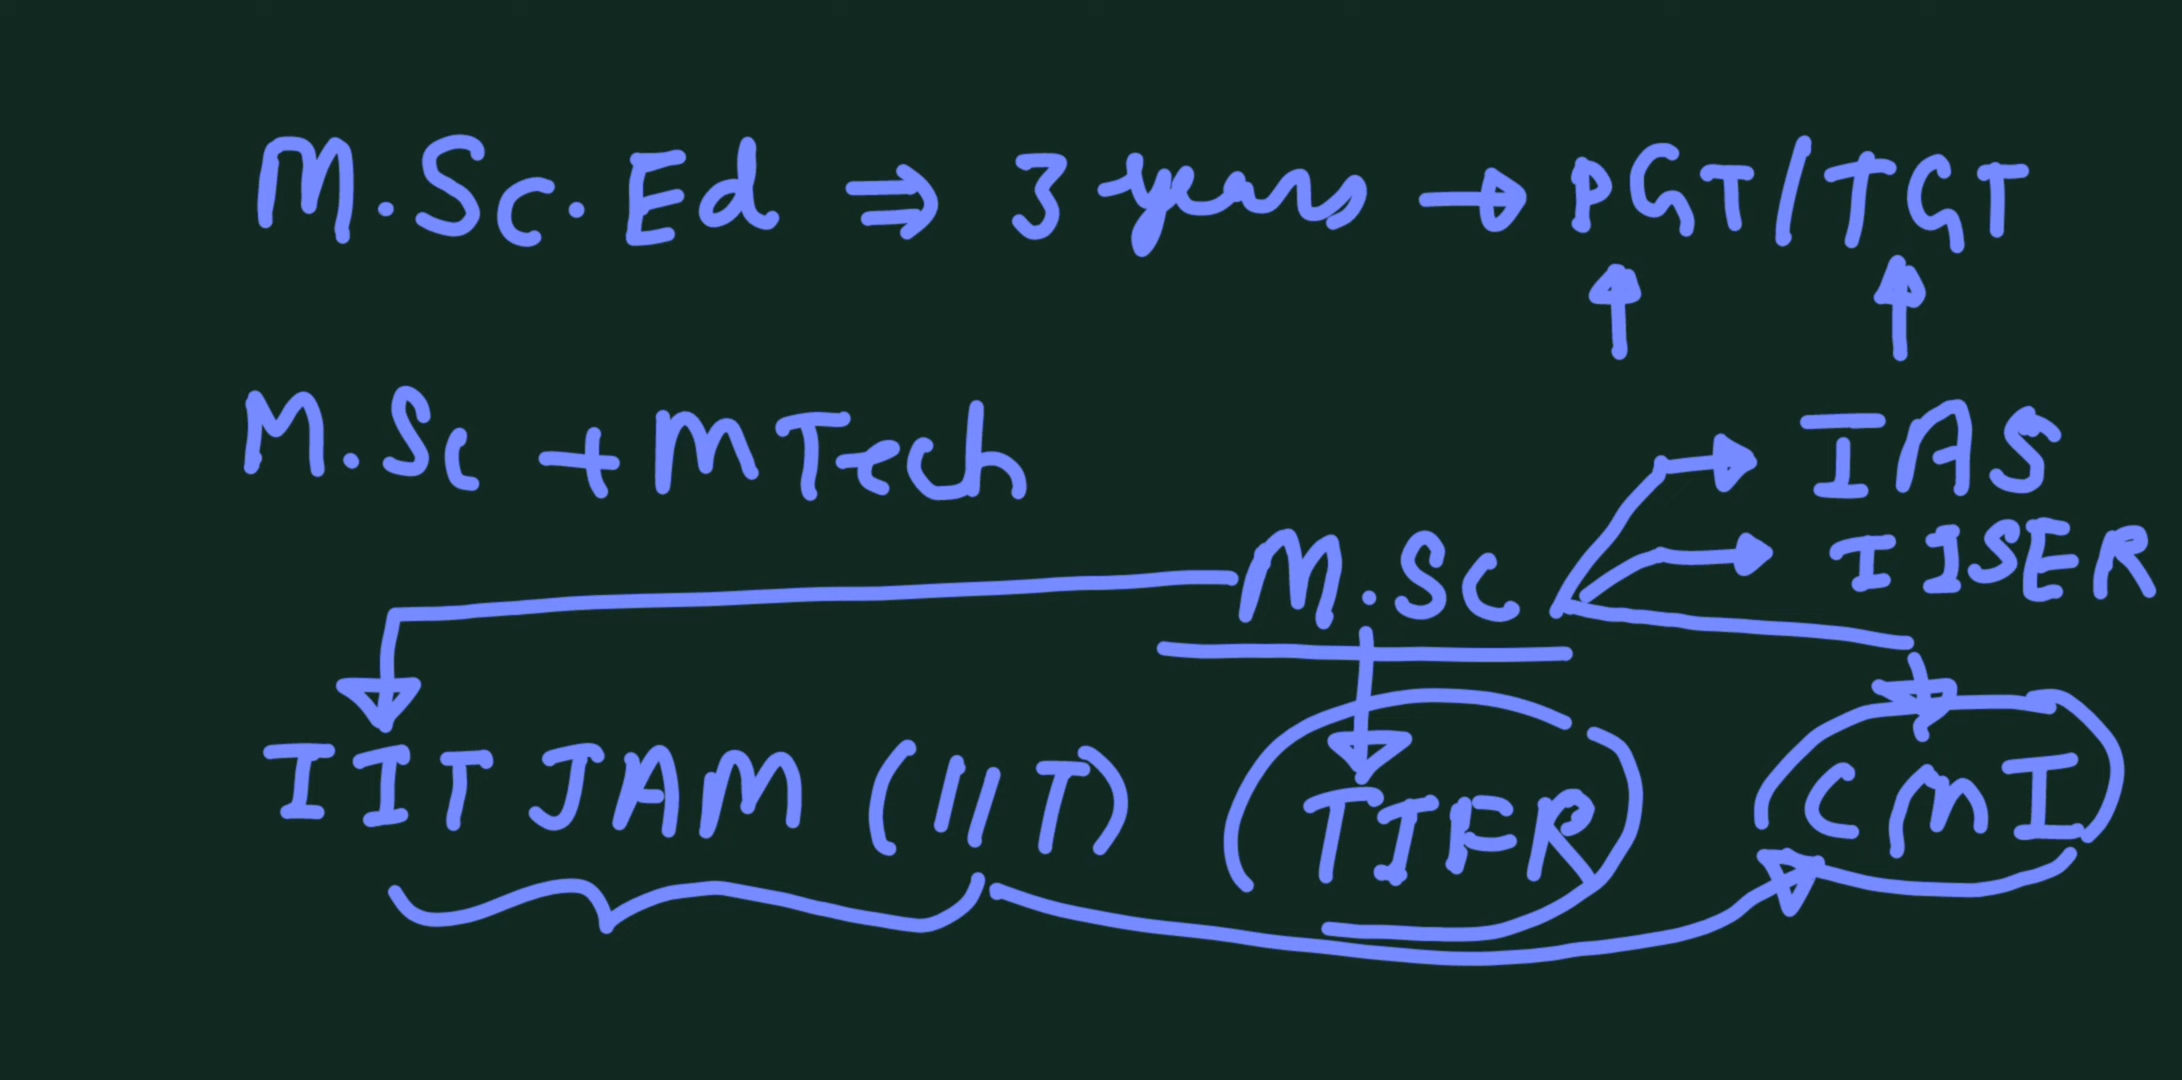 M.Sc.Ed ⇒ 3 years → PGT/TGT
M.Sc + MTech
IAS
IISER
M.Sc
IIT JAM (IIT)
TIFR
CMI